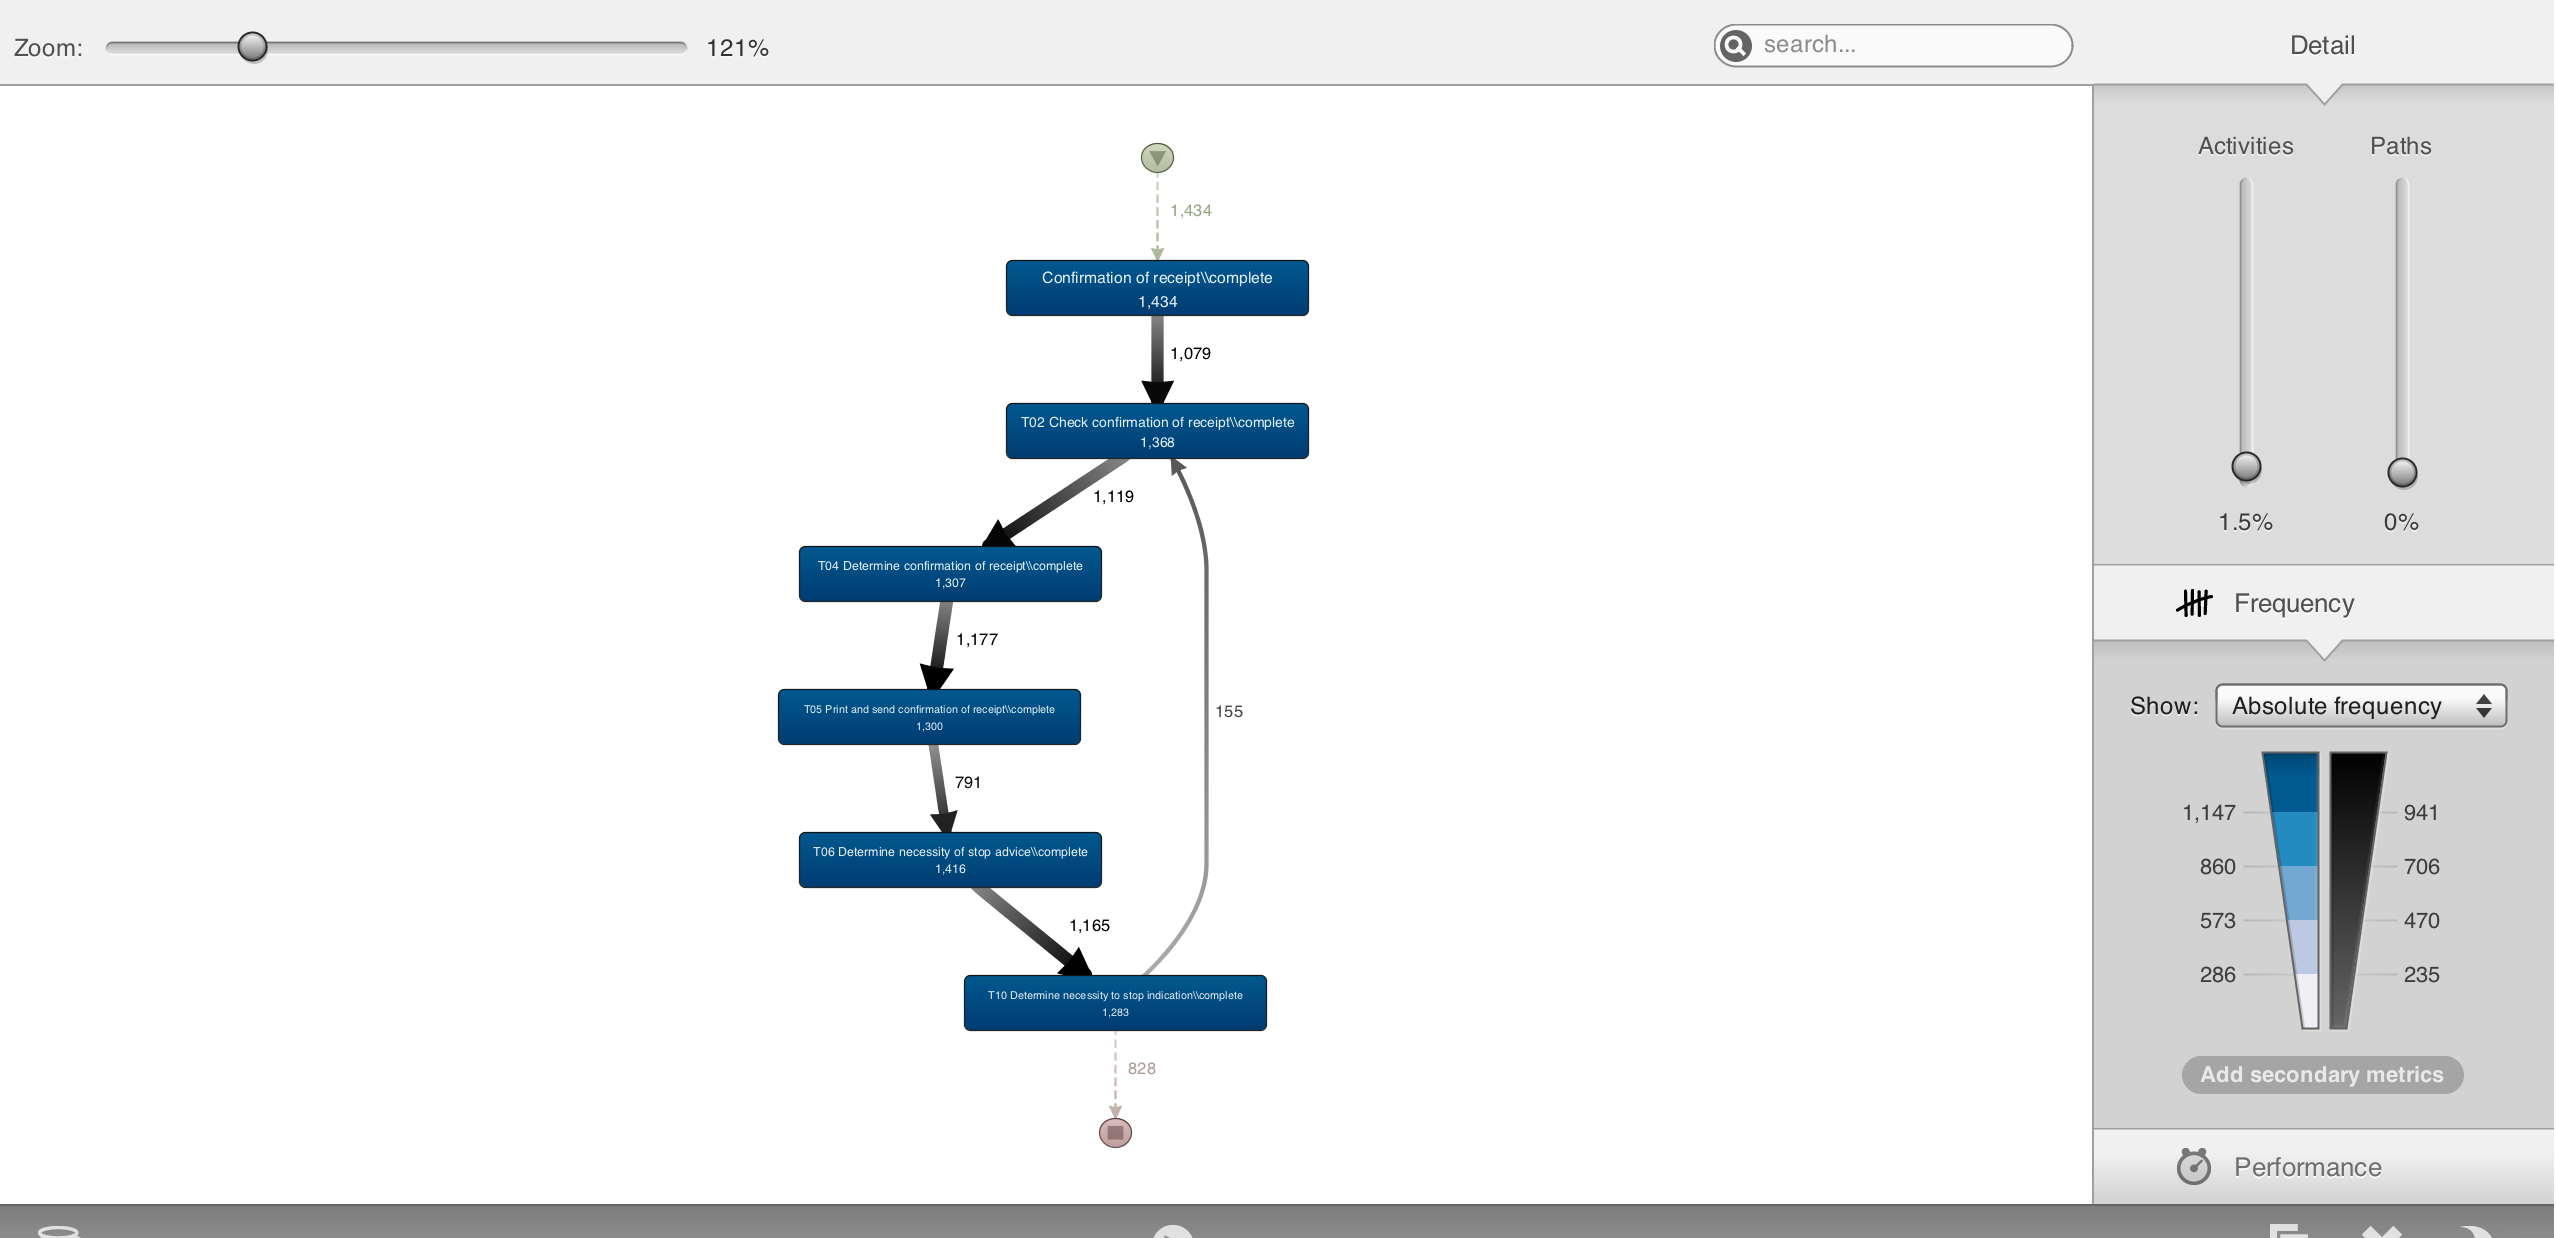 Zoom:
121%
search...
Detail
Activities
Paths
1.5%
0%
1,434
Confirmation of receipt\\complete
1,434
1,079
T02 Check confirmation of receipt\\complete
1,368
1,119
T04 Determine confirmation of receipt\\complete
1,307
1,177
T05 Print and send confirmation of receipt\\complete
1,300
155
791
T06 Determine necessity of stop advice\\complete
1,416
1,165
T10 Determine necessity to stop indication\\complete
1,283
828
Frequency
Show:
Absolute frequency
1,147
941
860
706
573
470
286
235
Add secondary metrics
Performance